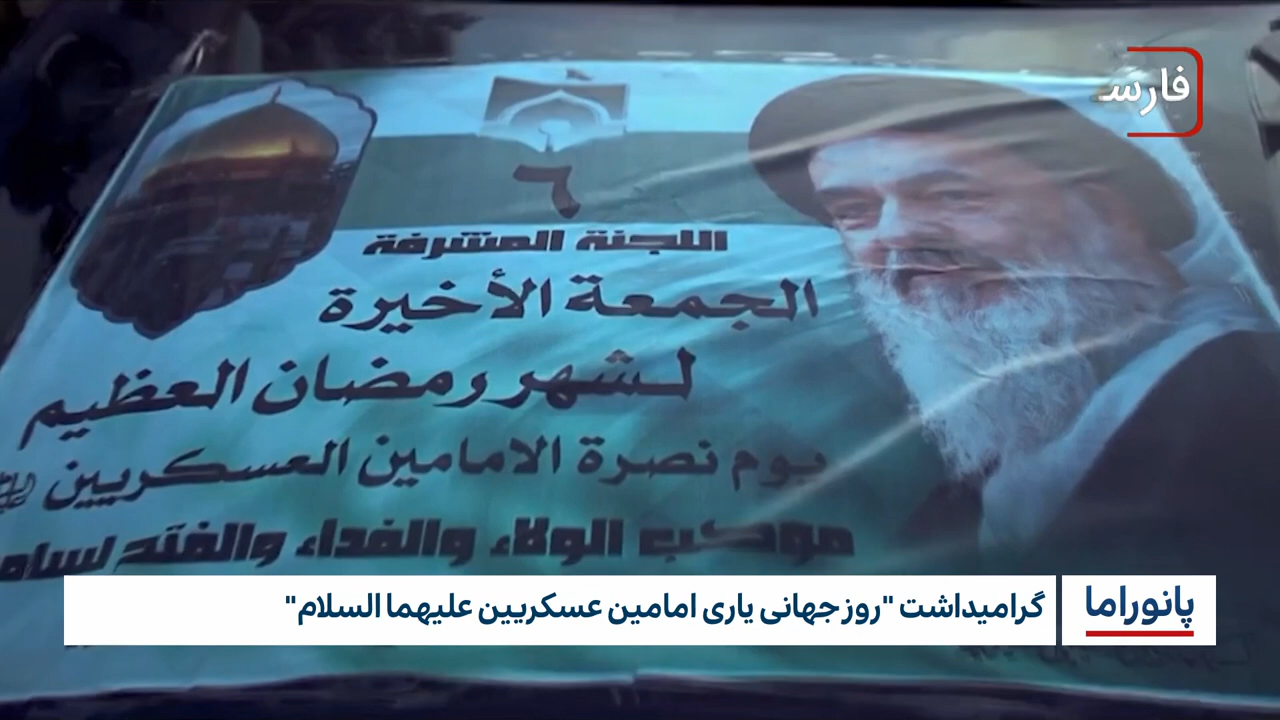 فارس
٦
اللجنة المشرفة
الجمعة الأخيرة
لشهر رمضان العظيم
يوم نصرة الامامين العسكريين
موكب الولاء والفداء والفتح
پانوراما
گرامیداشت "روز جهانی یاری امامین عسکریین علیهما السلام"